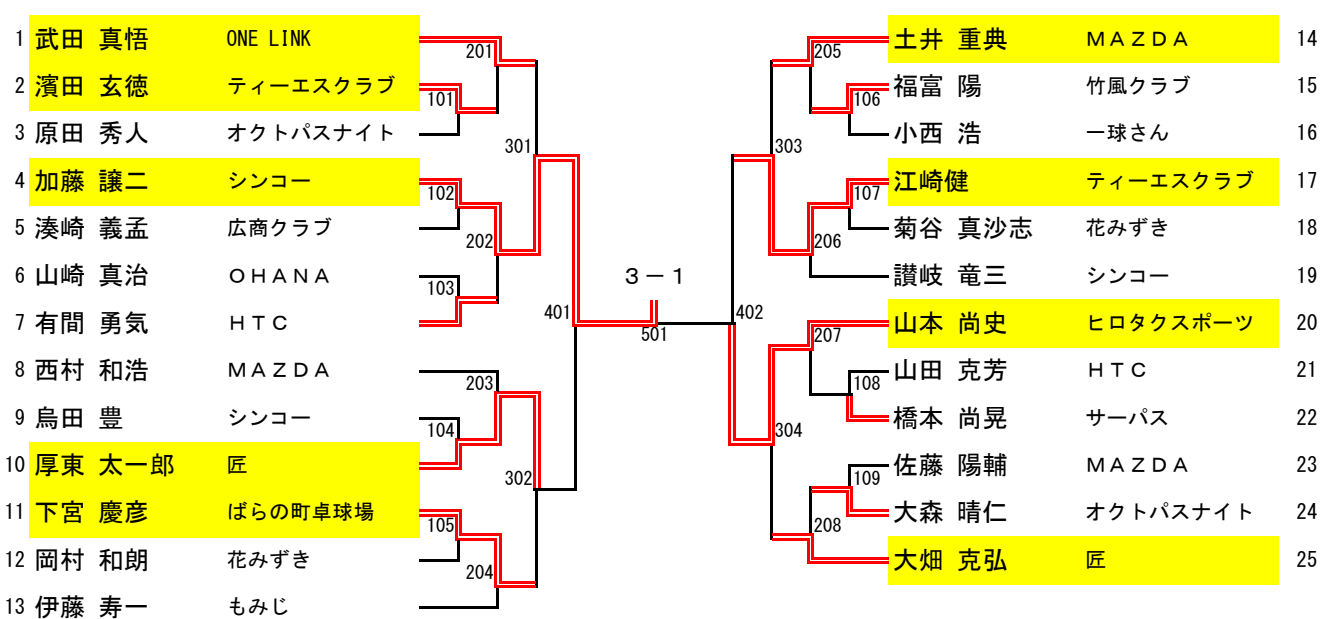 1 武田 真悟 ONE LINK
2 濱田 玄徳 ティーエスクラブ
3 原田 秀人 オクトパスナイト
4 加藤 譲二 シンコー
5 湊崎 義孟 広商クラブ
6 山崎 真治 ＯＨＡＮＡ
7 有間 勇気 ＨＴＣ
8 西村 和浩 ＭＡＺＤＡ
9 烏田 豊 シンコー
10 厚東 太一郎 匠
11 下宮 慶彦 ばらの町卓球場
12 岡村 和朗 花みずき
13 伊藤 寿一 もみじ
201
101
301
102
202
103
401
203
104
302
105
204
３－１
501
205
106
303
107
206
402
207
108
304
109
208
土井 重典 ＭＡＺＤＡ 14
福富 陽 竹風クラブ 15
小西 浩 一球さん 16
江崎健 ティーエスクラブ 17
菊谷 真沙志 花みずき 18
讃岐 竜三 シンコー 19
山本 尚史 ヒロタクスポーツ 20
山田 克芳 ＨＴＣ 21
橋本 尚晃 サーパス 22
佐藤 陽輔 ＭＡＺＤＡ 23
大森 晴仁 オクトパスナイト 24
大畑 克弘 匠 25